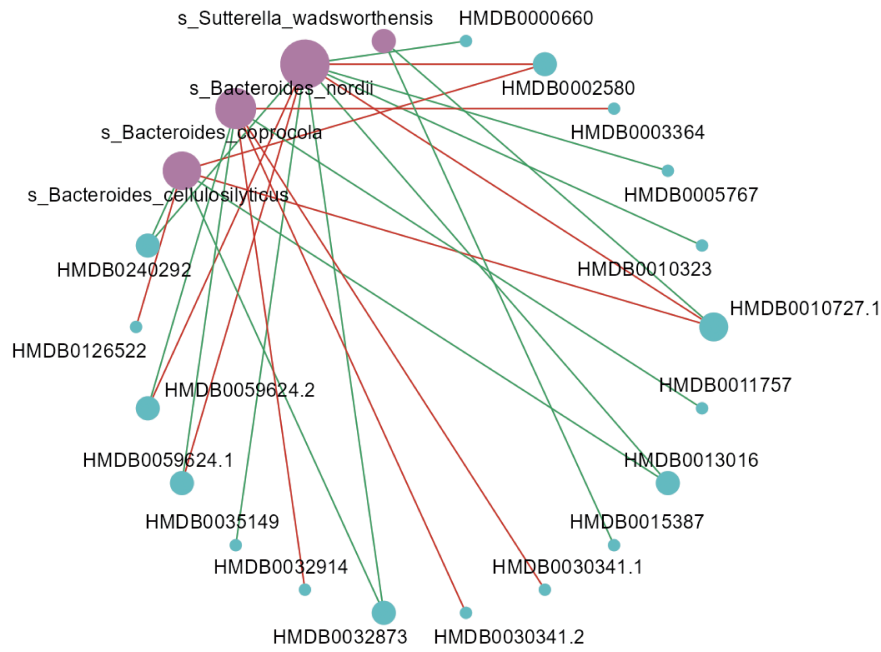 s_Sutterella_wadsworthensis
HMDB0000660
s_Bacteroides_nordii
HMDB0002580
s_Bacteroides_coprocola
HMDB0003364
s_Bacteroides_cellulosilyticus
HMDB0005767
HMDB0240292
HMDB0010323
HMDB0010727.1
HMDB0126522
HMDB0059624.2
HMDB0011757
HMDB0059624.1
HMDB0013016
HMDB0035149
HMDB0015387
HMDB0032914
HMDB0030341.1
HMDB0032873
HMDB0030341.2